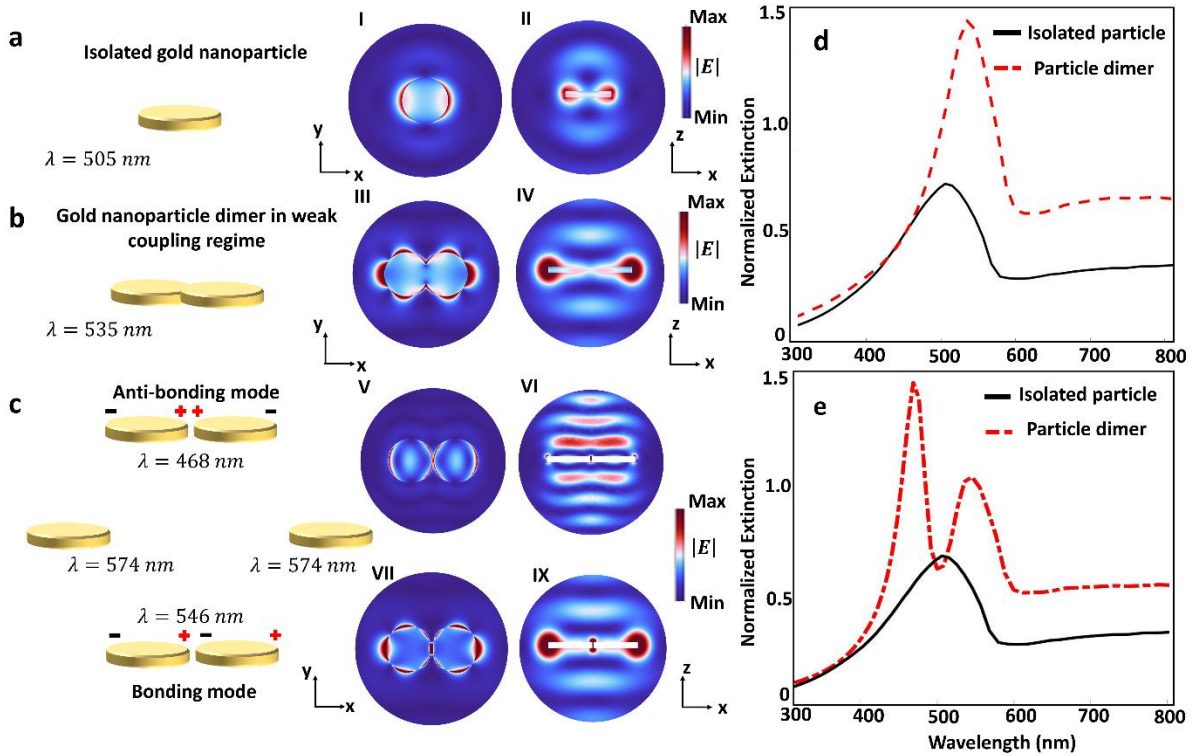 a
Isolated gold nanoparticle
λ = 505 nm
I
II
Max
|E|
Min
y
x
z
x
b
Gold nanoparticle dimer in weak
coupling regime
λ = 535 nm
III
IV
Max
|E|
Min
y
x
z
x
c
Anti-bonding mode
- + + -
λ = 468 nm
λ = 574 nm
λ = 574 nm
λ = 546 nm
- + - +
Bonding mode
V
VI
VII
IX
Max
|E|
Min
y
x
z
x
d
Isolated particle
Particle dimer
Normalized Extinction
1.5
1.0
0.5
0
300 400 500 600 700 800
e
Isolated particle
Particle dimer
Normalized Extinction
1.5
1.0
0.5
0
300 400 500 600 700 800
Wavelength (nm)